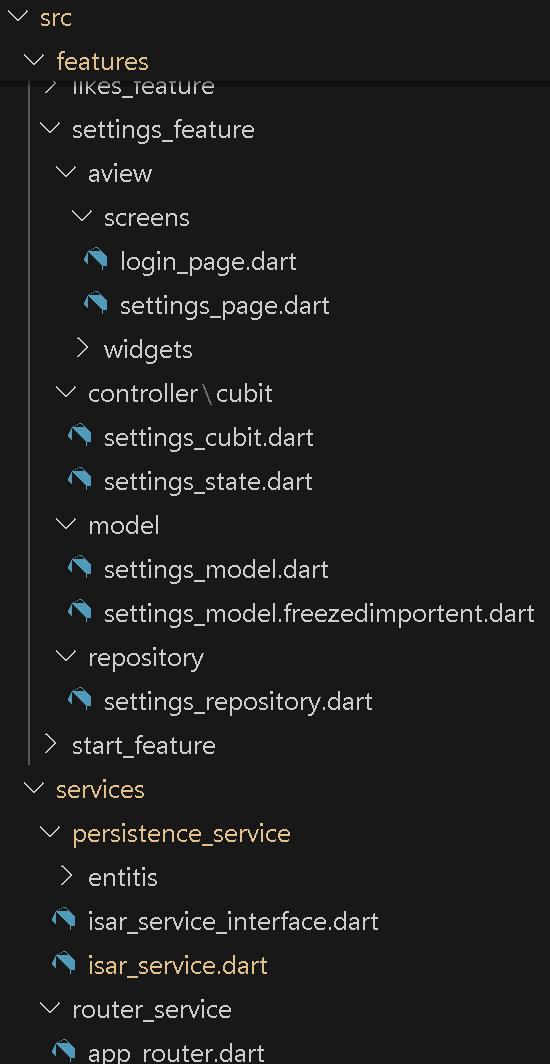 src
features
likes_feature
settings_feature
aview
screens
login_page.dart
settings_page.dart
widgets
controller\cubit
settings_cubit.dart
settings_state.dart
model
settings_model.dart
settings_model.freezedimportent.dart
repository
settings_repository.dart
start_feature
services
persistence_service
entitis
isar_service_interface.dart
isar_service.dart
router_service
app_router.dart